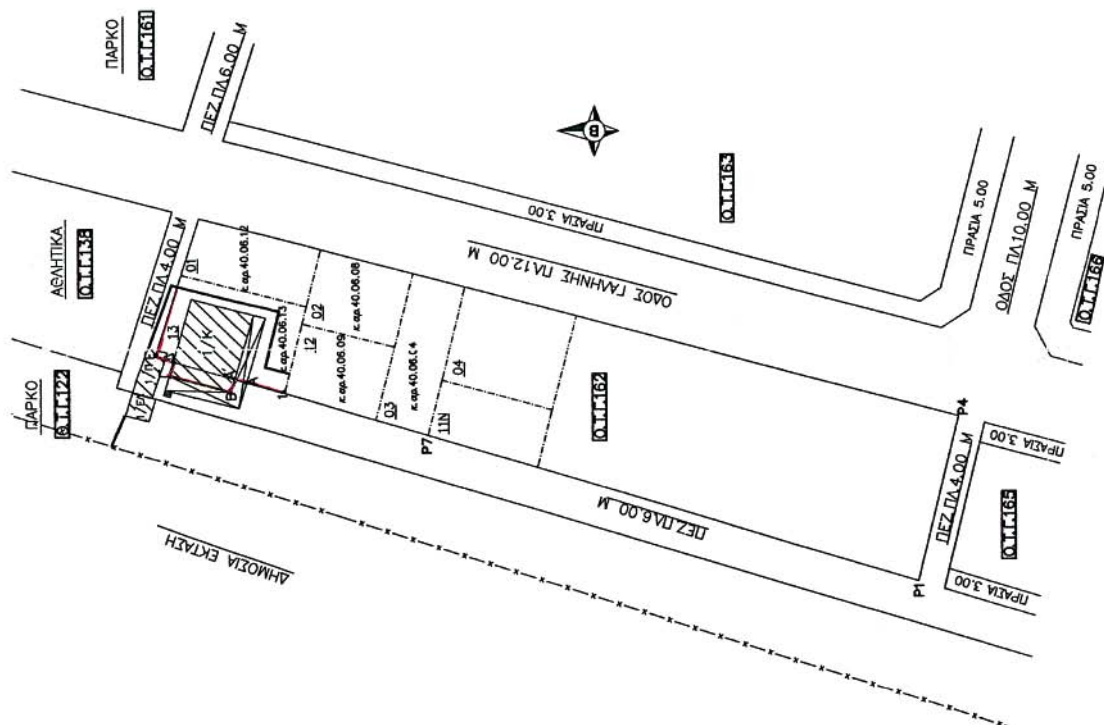 ΠΑΡΚΟ
Ο.Τ.Γ.161
ΠΕΖ.ΠΛ.6.00 Μ
ΑΘΛΗΤΙΚΑ
Ο.Τ.Γ.138
ΠΕΖ.ΠΛ.4.00 Μ
ΠΑΡΚΟ
Ο.Τ.Γ.122
01
κ.αρ.40.06.12
13
Ι.Κ
κ.αρ.40.06.13
02
12
κ.αρ.40.06.08
κ.αρ.40.06.09
Β
Α
03
κ.αρ.40.06.04
04
11Ν
Ρ7
ΟΔΟΣ ΓΑΛΗΝΗΣ ΠΛ.12.00 Μ
ΠΡΑΣΙΑ 3.00
Β
Ο.Τ.Γ.163
Ο.Τ.Γ.162
ΔΗΜΟΣΙΑ ΕΚΤΑΣΗ
ΠΕΖ.ΠΛ.6.00 Μ
ΠΡΑΣΙΑ 5.00
ΟΔΟΣ ΠΛ.10.00 Μ
ΠΡΑΣΙΑ 5.00
Ο.Τ.Γ.166
Ρ4
Ρ1
ΠΕΖ.ΠΛ.4.00 Μ
ΠΡΑΣΙΑ 3.00
Ο.Τ.Γ.165
ΠΡΑΣΙΑ 3.00